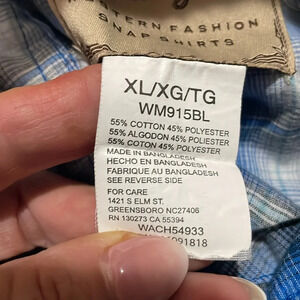 WESTERN FASHION
SNAP SHIRTS
XL/XG/TG
WM915BL
55% COTTON 45% POLYESTER
55% ALGODON 45% POLYESTER
55% COTON 45% POLYESTER
MADE IN BANGLADESH
HECHO EN BANGLADESH
FABRIQUE AU BANGLADESH
SEE REVERSE SIDE
FOR CARE
1421 S ELM ST.
GREENSBORO NC27406
RN 130273 CA 55394
WACH54933
091818